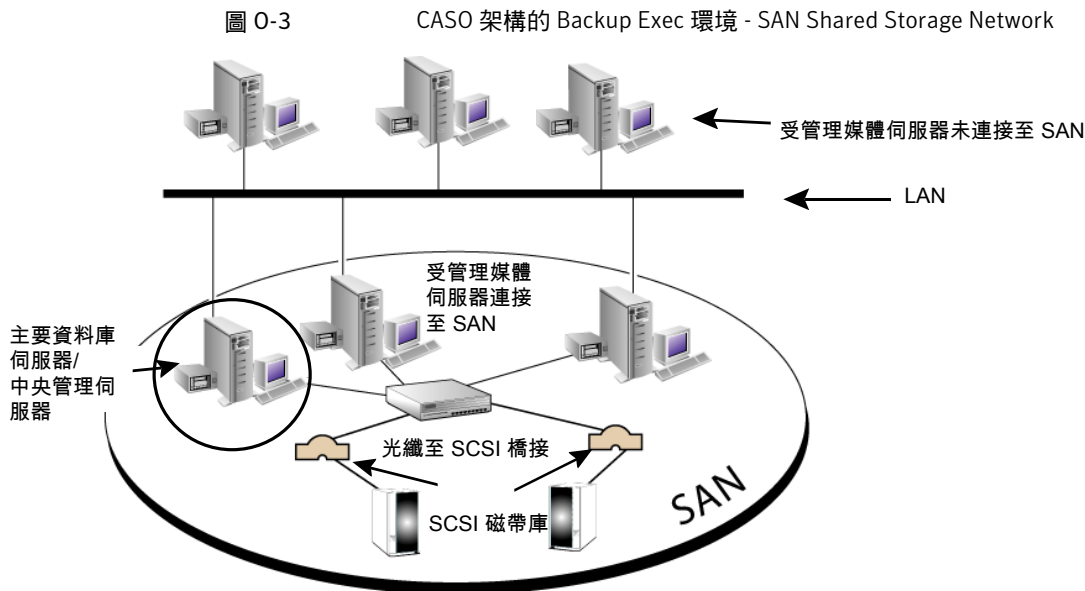 圖 O-3 CASO 架構的 Backup Exec 環境 - SAN Shared Storage Network
受管理媒體伺服器未連接至 SAN
LAN
受管理媒體
伺服器連接
至 SAN
主要資料庫
伺服器/
中央管理伺
服器
光纖至 SCSI 橋接
SCSI 磁帶庫
SAN